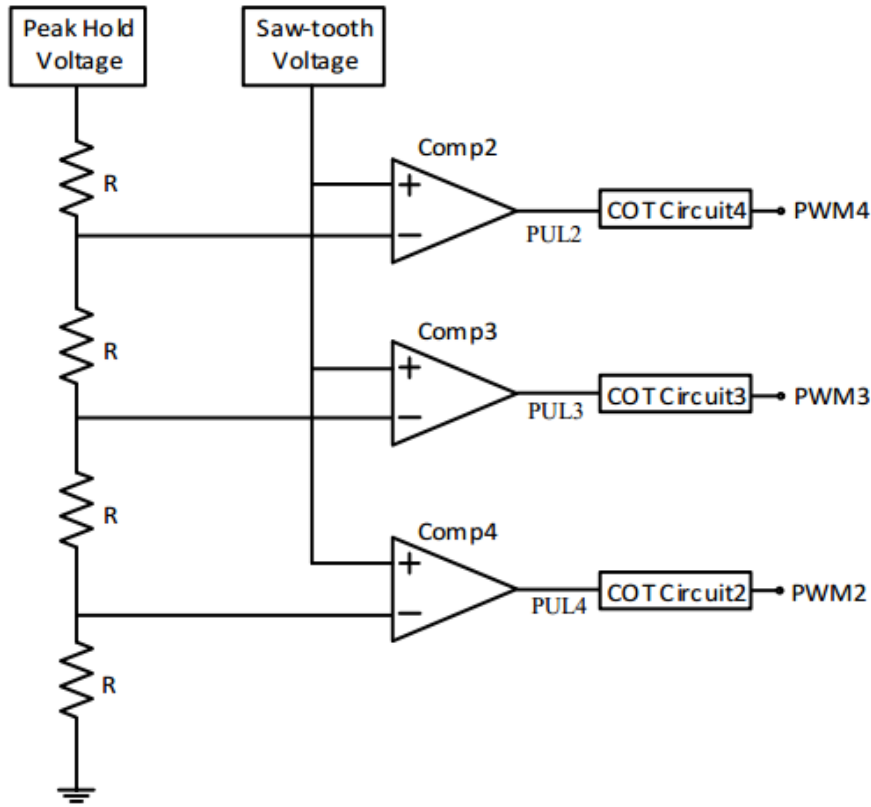 Peak Hold
Voltage
Saw-tooth
Voltage
R
Comp2
+
−
PUL2
COT Circuit4
PWM4
R
Comp3
+
−
PUL3
COT Circuit3
PWM3
R
Comp4
+
−
PUL4
COT Circuit2
PWM2
R